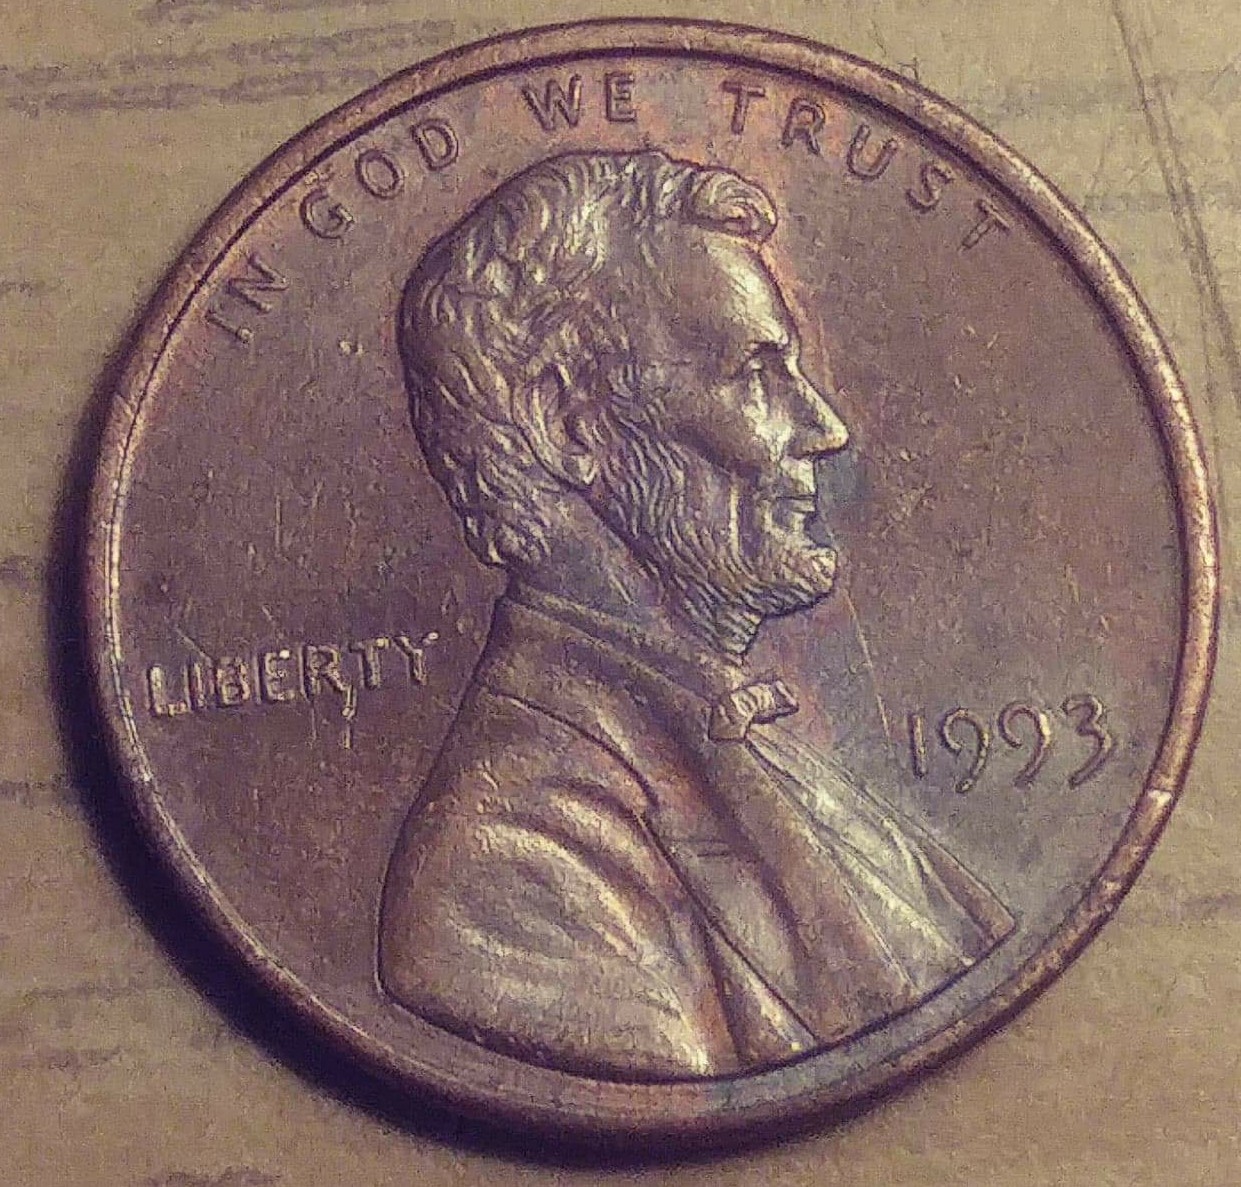 IN GOD WE TRUST
LIBERTY
1993